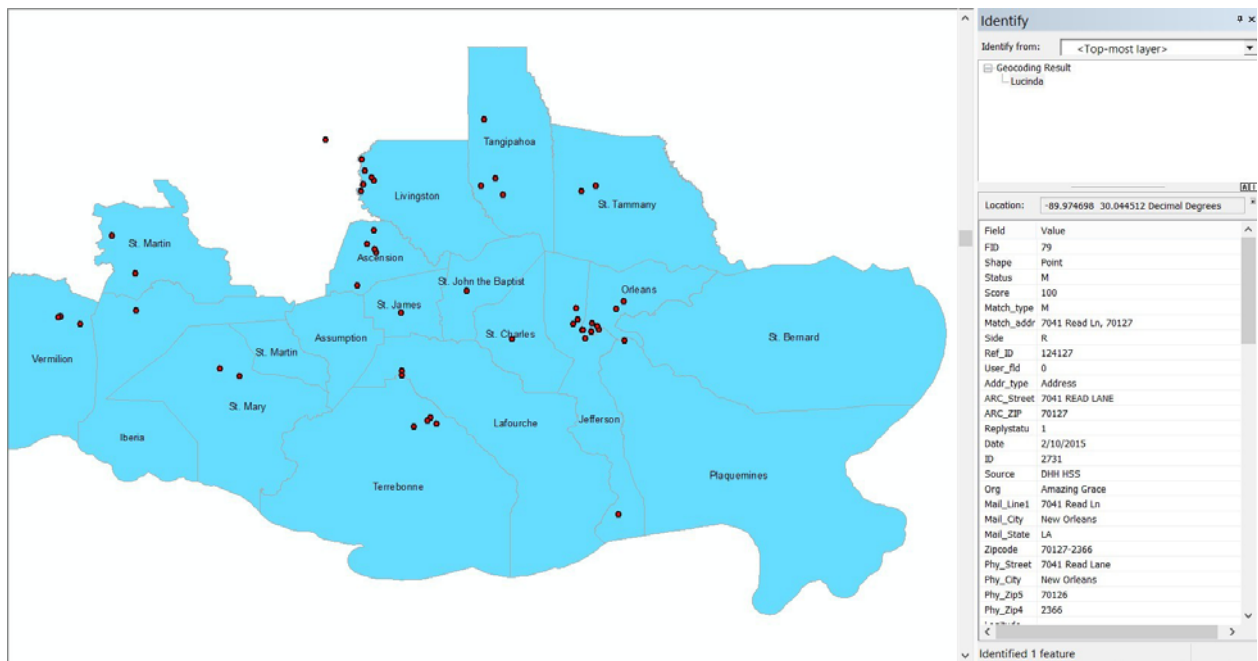 Tangipahoa
Livingston
St. Tammany
St. Martin
Ascension
St. John the Baptist
Orleans
St. James
St. Charles
Assumption
St. Bernard
Vermilion
St. Martin
St. Mary
Iberia
Lafourche
Jefferson
Terrebonne
Plaquemines
Identify
Identify from: <Top-most layer>
Geocoding Result
Lucinda
Location: -89.974698 30.044512 Decimal Degrees
Field Value
FID 79
Shape Point
Status M
Score 100
Match_type M
Match_addr 7041 Read Ln, 70127
Side R
Ref_ID 124127
User_fld 0
Addr_type Address
ARC_Street 7041 READ LANE
ARC_ZIP 70127
Replystatu 1
Date 2/10/2015
ID 2731
Source DHH HSS
Org Amazing Grace
Mail_Line1 7041 Read Ln
Mail_City New Orleans
Mail_State LA
Zipcode 70127-2366
Phy_Street 7041 Read Lane
Phy_City New Orleans
Phy_Zip5 70126
Phy_Zip4 2366
Identified 1 feature